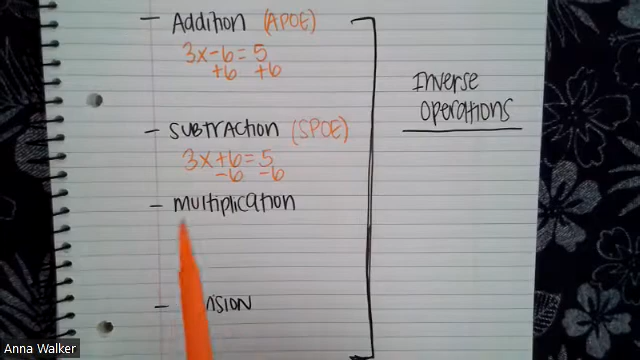 - Addition (APOE)
3x - 6 = 5
+6 +6
- Subtraction (SPOE)
3x + 6 = 5
-6 -6
- Multiplication
Inverse
Operations
Anna Walker